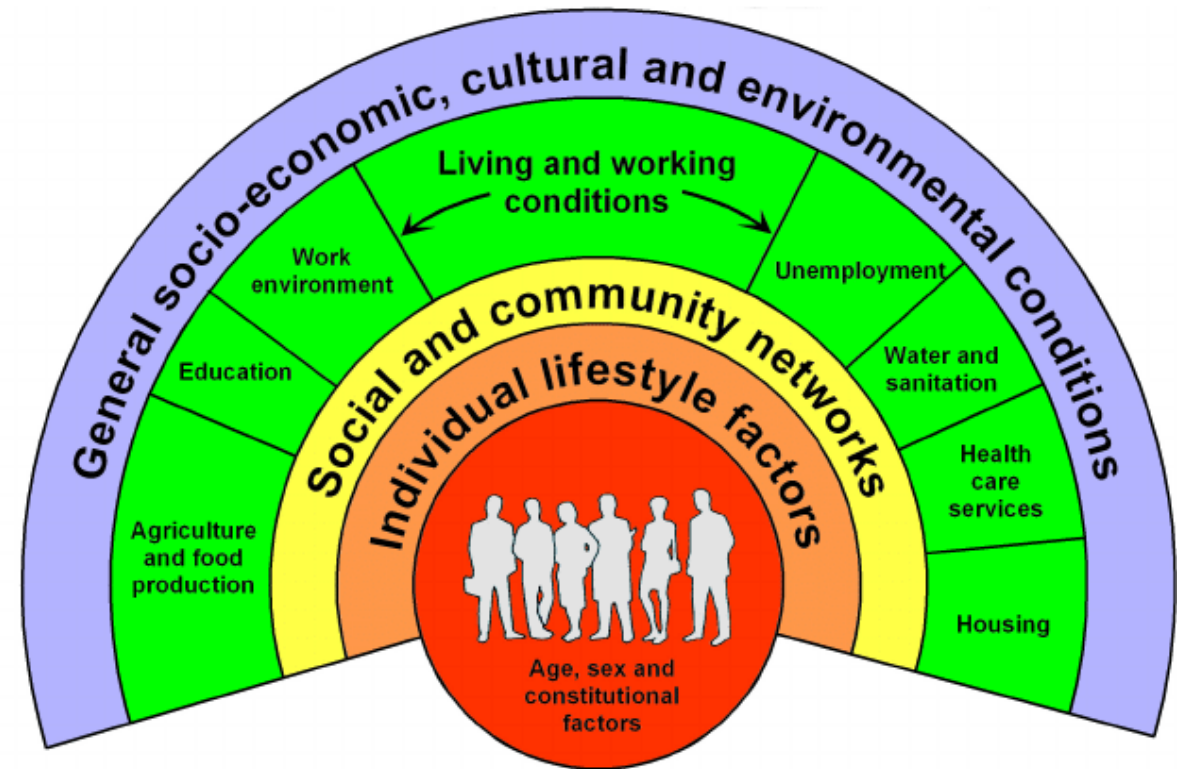 General socio-economic, cultural and environmental conditions
Living and working
conditions
Work
environment
Unemployment
Education
Water and
sanitation
Agriculture
and food
production
Health
care
services
Housing
Social and community networks
Individual lifestyle factors
Age, sex and
constitutional
factors